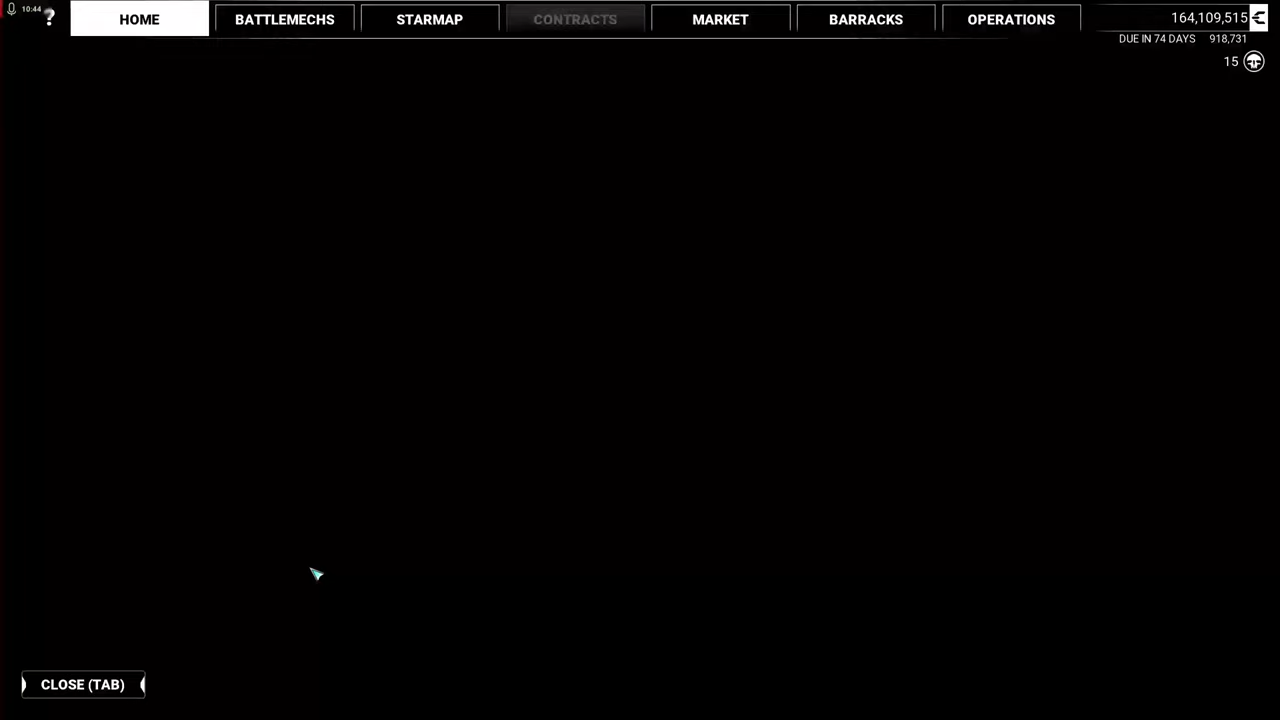 10:44 ? HOME BATTLEMECHS STARMAP CONTRACTS MARKET BARRACKS OPERATIONS 164,109,515
DUE IN 74 DAYS 918,731
15
CLOSE (TAB)